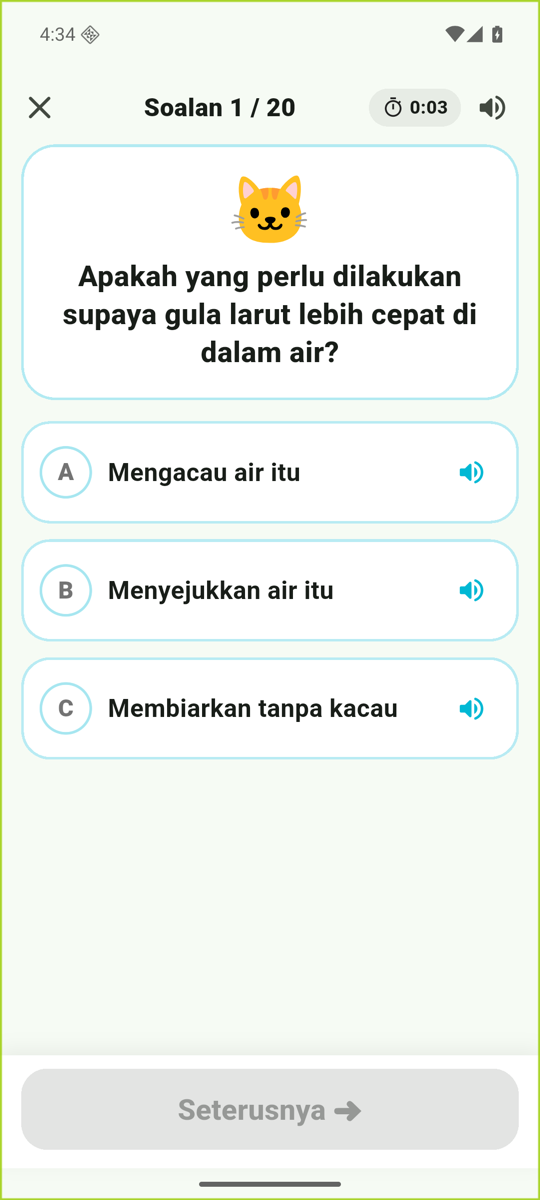 4:34
Soalan 1 / 20
0:03
Apakah yang perlu dilakukan
supaya gula larut lebih cepat di
dalam air?
A Mengacau air itu
B Menyejukkan air itu
C Membiarkan tanpa kacau
Seterusnya ➜